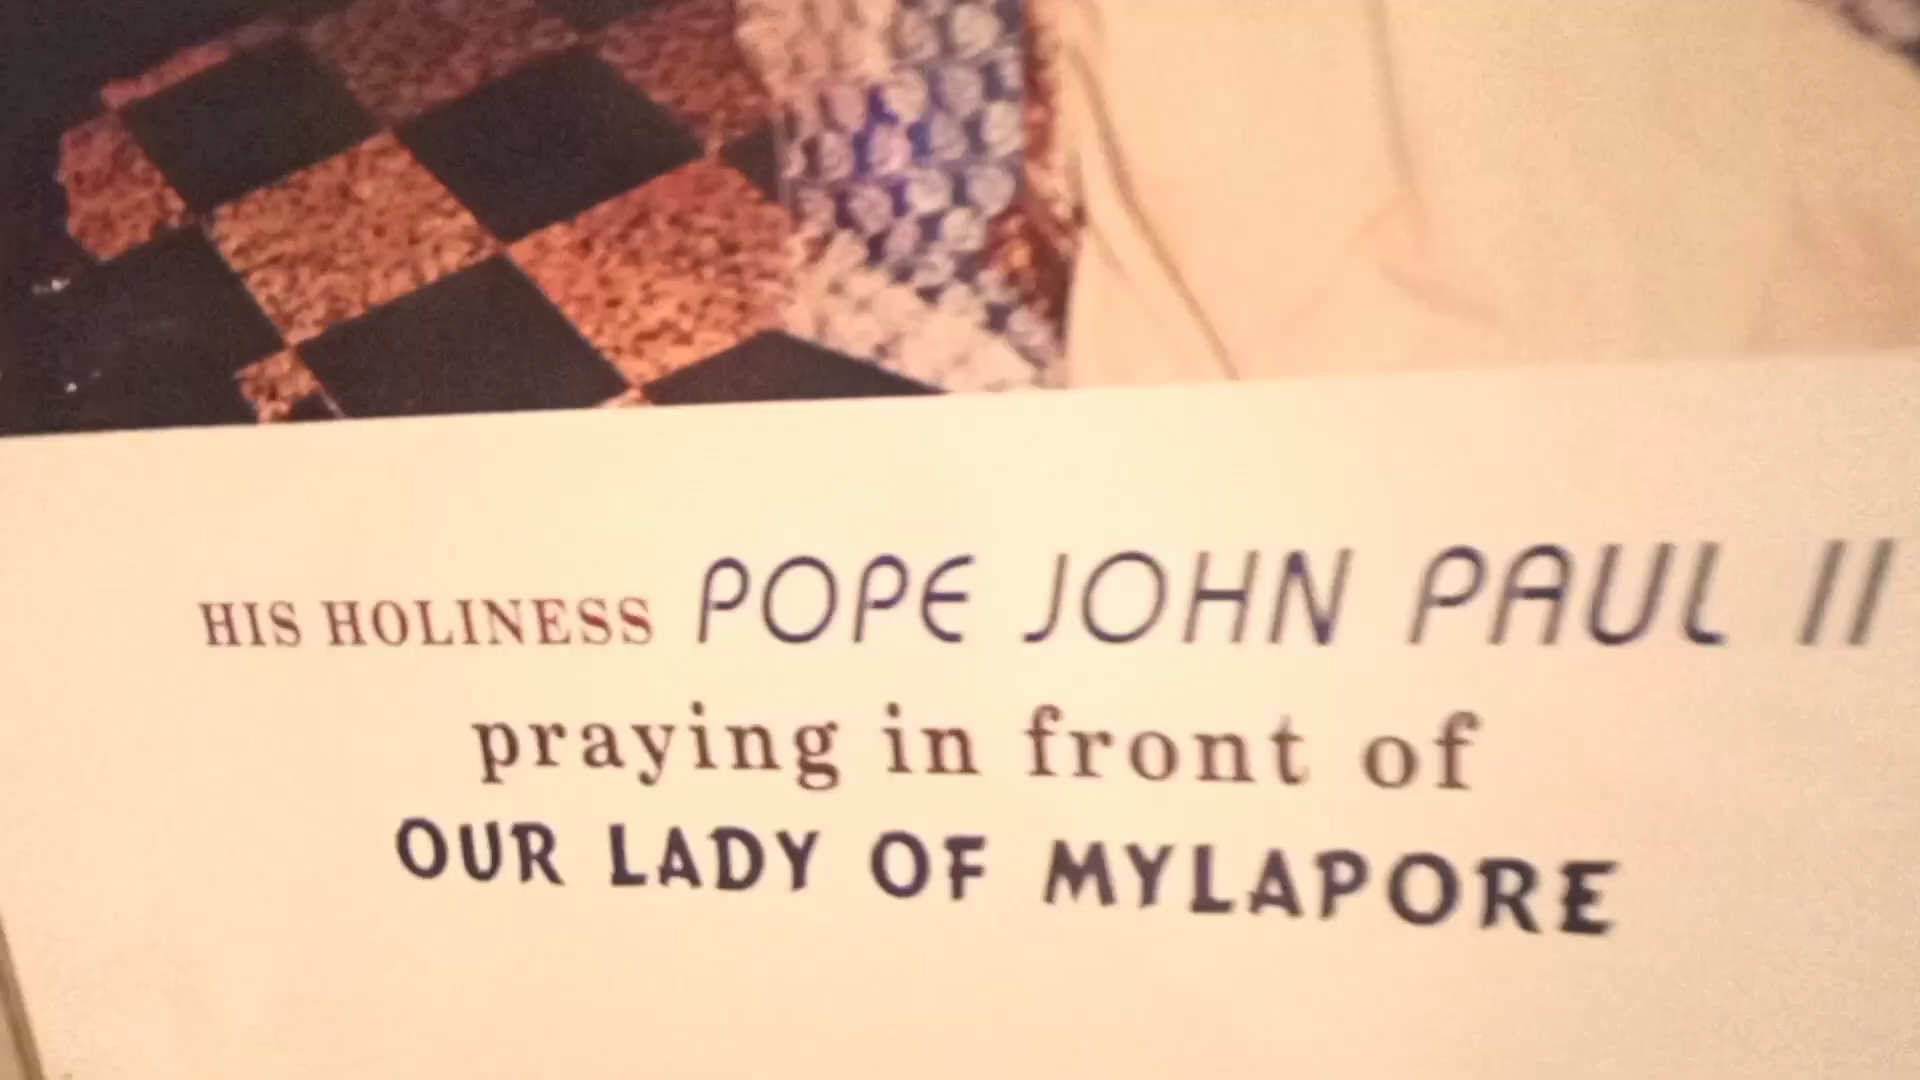 HIS HOLINESS POPE JOHN PAUL II
praying in front of
OUR LADY OF MYLAPORE